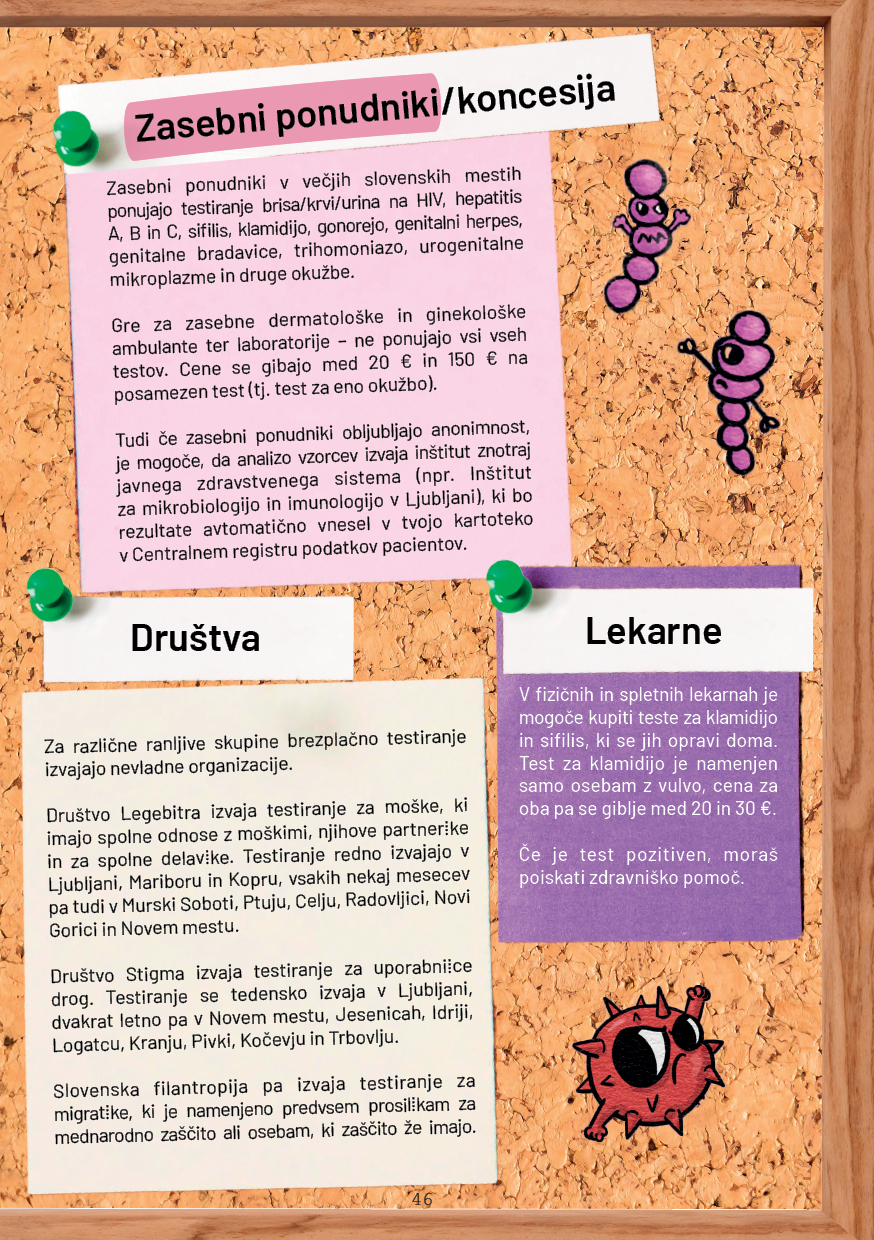 Zasebni ponudniki/koncesija
Zasebni ponudniki v večjih slovenskih mestih
ponujajo testiranje brisa/krvi/urina na HIV, hepatitis
A, B in C, sifilis, klamidijo, gonorejo, genitalni herpes,
genitalne bradavice, trihomoniazo, urogenitalne
mikroplazme in druge okužbe.
Gre za zasebne dermatološke in ginekološke
ambulante ter laboratorije – ne ponujajo vsi vseh
testov. Cene se gibajo med 20 € in 150 € na
posamezen test (tj. test za eno okužbo).
Tudi če zasebni ponudniki obljubljajo anonimnost,
je mogoče, da analizo vzorcev izvaja inštitut znotraj
javnega zdravstvenega sistema (npr. Inštitut
za mikrobiologijo in imunologijo v Ljubljani), ki bo
rezultate avtomatično vnesel v tvojo kartoteko
v Centralnem registru podatkov pacientov.
Društva
Za različne ranljive skupine brezplačno testiranje
izvajajo nevladne organizacije.
Društvo Legebitra izvaja testiranje za moške, ki
imajo spolne odnose z moškimi, njihove partner:ke
in za spolne delavke. Testiranje redno izvajajo v
Ljubljani, Mariboru in Kopru, vsakih nekaj mesecev
pa tudi v Murski Soboti, Ptuju, Celju, Radovljici, Novi
Gorici in Novem mestu.
Društvo Stigma izvaja testiranje za uporabni:ce
drog. Testiranje se tedensko izvaja v Ljubljani,
dvakrat letno pa v Novem mestu, Jesenicah, Idriji,
Logatcu, Kranju, Pivki, Kočevju in Trbovlju.
Slovenska filantropija pa izvaja testiranje za
migrat:ke, ki je namenjeno predvsem prosil:kam za
mednarodno zaščito ali osebam, ki zaščito že imajo.
Lekarne
V fizičnih in spletnih lekarnah je
mogoče kupiti teste za klamidijo
in sifilis, ki se jih opravi doma.
Test za klamidijo je namenjen
samo osebam z vulvo, cena za
oba pa se giblje med 20 in 30 €.
Če je test pozitiven, moraš
poiskati zdravniško pomoč.
46